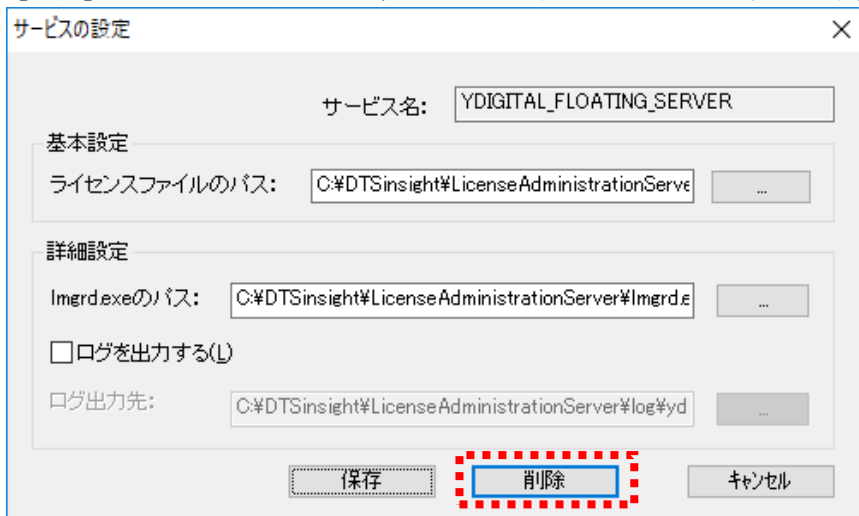 サービスの設定
サービス名: YDIGITAL_FLOATING_SERVER
基本設定
ライセンスファイルのパス: C:¥DTSinsight¥LicenseAdministrationServe ...
詳細設定
lmgrd.exeのパス: C:¥DTSinsight¥LicenseAdministrationServer¥lmgrd.e ...
ログを出力する(L)
ログ出力先: C:¥DTSinsight¥LicenseAdministrationServer¥log¥yd ...
保存 削除 キャンセル